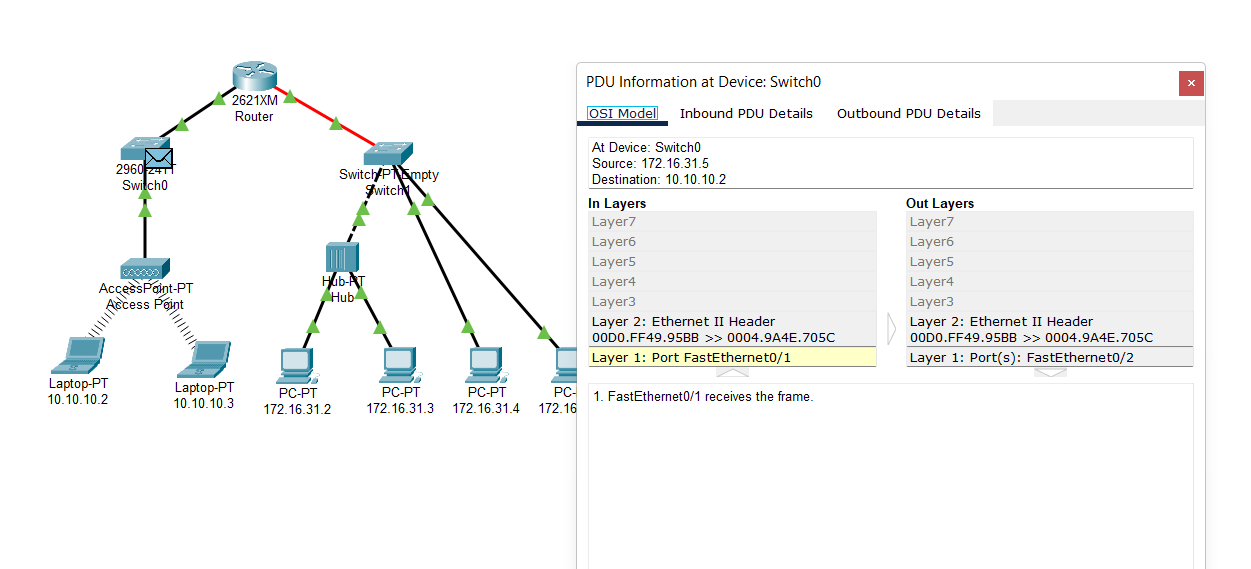 2621XM
Router
2960-24TT
Switch0
Switch-PT-Empty
Switch1
AccessPoint-PT
Access Point
Hub-PT
Hub
Laptop-PT
10.10.10.2
Laptop-PT
10.10.10.3
PC-PT
172.16.31.2
PC-PT
172.16.31.3
PC-PT
172.16.31.4
PC-
172.16
PDU Information at Device: Switch0
OSI Model
Inbound PDU Details
Outbound PDU Details
At Device: Switch0
Source: 172.16.31.5
Destination: 10.10.10.2
In Layers
Layer7
Layer6
Layer5
Layer4
Layer3
Layer 2: Ethernet II Header
00D0.FF49.95BB >> 0004.9A4E.705C
Layer 1: Port FastEthernet0/1
Out Layers
Layer7
Layer6
Layer5
Layer4
Layer3
Layer 2: Ethernet II Header
00D0.FF49.95BB >> 0004.9A4E.705C
Layer 1: Port(s): FastEthernet0/2
1. FastEthernet0/1 receives the frame.